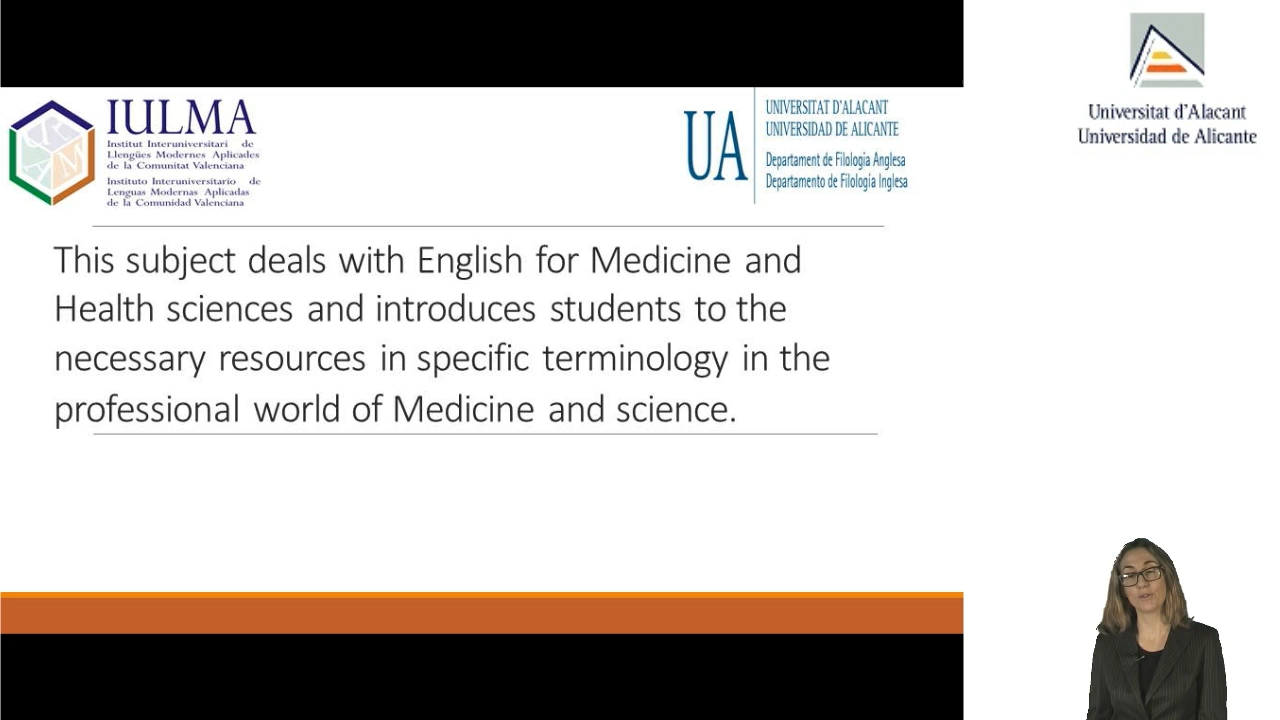 IULMA
Institut Interuniversitari de
Llengües Modernes Aplicades
de la Comunitat Valenciana
Instituto Interuniversitario de
Lenguas Modernas Aplicadas
de la Comunidad Valenciana
UA
UNIVERSITAT D'ALACANT
UNIVERSIDAD DE ALICANTE
Departament de Filologia Anglesa
Departamento de Filología Inglesa
Universitat d'Alacant
Universidad de Alicante
This subject deals with English for Medicine and
Health sciences and introduces students to the
necessary resources in specific terminology in the
professional world of Medicine and science.